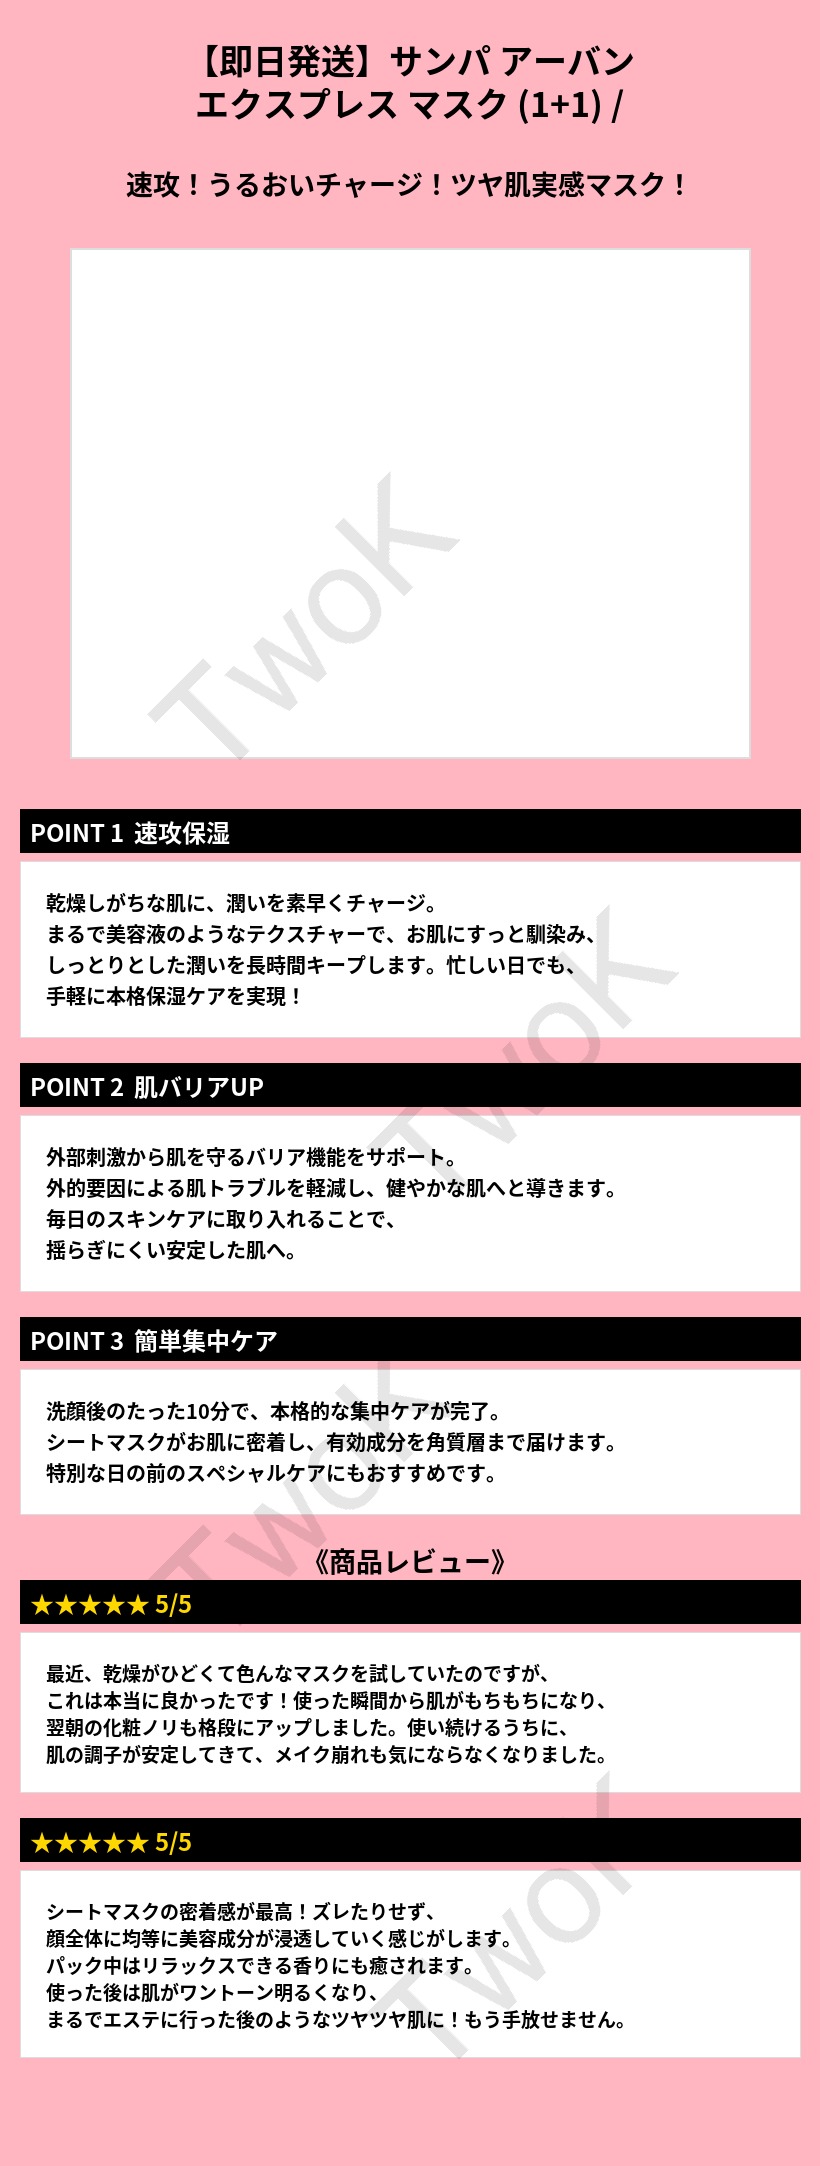 【即日発送】サンパ アーバン
エクスプレス マスク (1+1) /
速攻！うるおいチャージ！ツヤ肌実感マスク！
TwoK
POINT 1 速攻保湿
乾燥しがちな肌に、潤いを素早くチャージ。
まるで美容液のようなテクスチャーで、お肌にすっと馴染み、
しっとりとした潤いを長時間キープします。忙しい日でも、
手軽に本格保湿ケアを実現！
TwoK
POINT 2 肌バリアUP
外部刺激から肌を守るバリア機能をサポート。
外的要因による肌トラブルを軽減し、健やかな肌へと導きます。
毎日のスキンケアに取り入れることで、
揺らぎにくい安定した肌へ。
POINT 3 簡単集中ケア
洗顔後のたった10分で、本格的な集中ケアが完了。
シートマスクがお肌に密着し、有効成分を角質層まで届けます。
特別な日の前のスペシャルケアにもおすすめです。
TwoK
《商品レビュー》
★★★★★ 5/5
最近、乾燥がひどくて色んなマスクを試していたのですが、
これは本当に良かったです！使った瞬間から肌がもちもちになり、
翌朝の化粧ノリも格段にアップしました。使い続けるうちに、
肌の調子が安定してきて、メイク崩れも気にならなくなりました。
★★★★★ 5/5
シートマスクの密着感が最高！ズレたりせず、
顔全体に均等に美容成分が浸透していく感じがします。
パック中はリラックスできる香りにも癒されます。
使った後は肌がワントーン明るくなり、
まるでエステに行った後のようなツヤツヤ肌に！もう手放せません。
TwoK